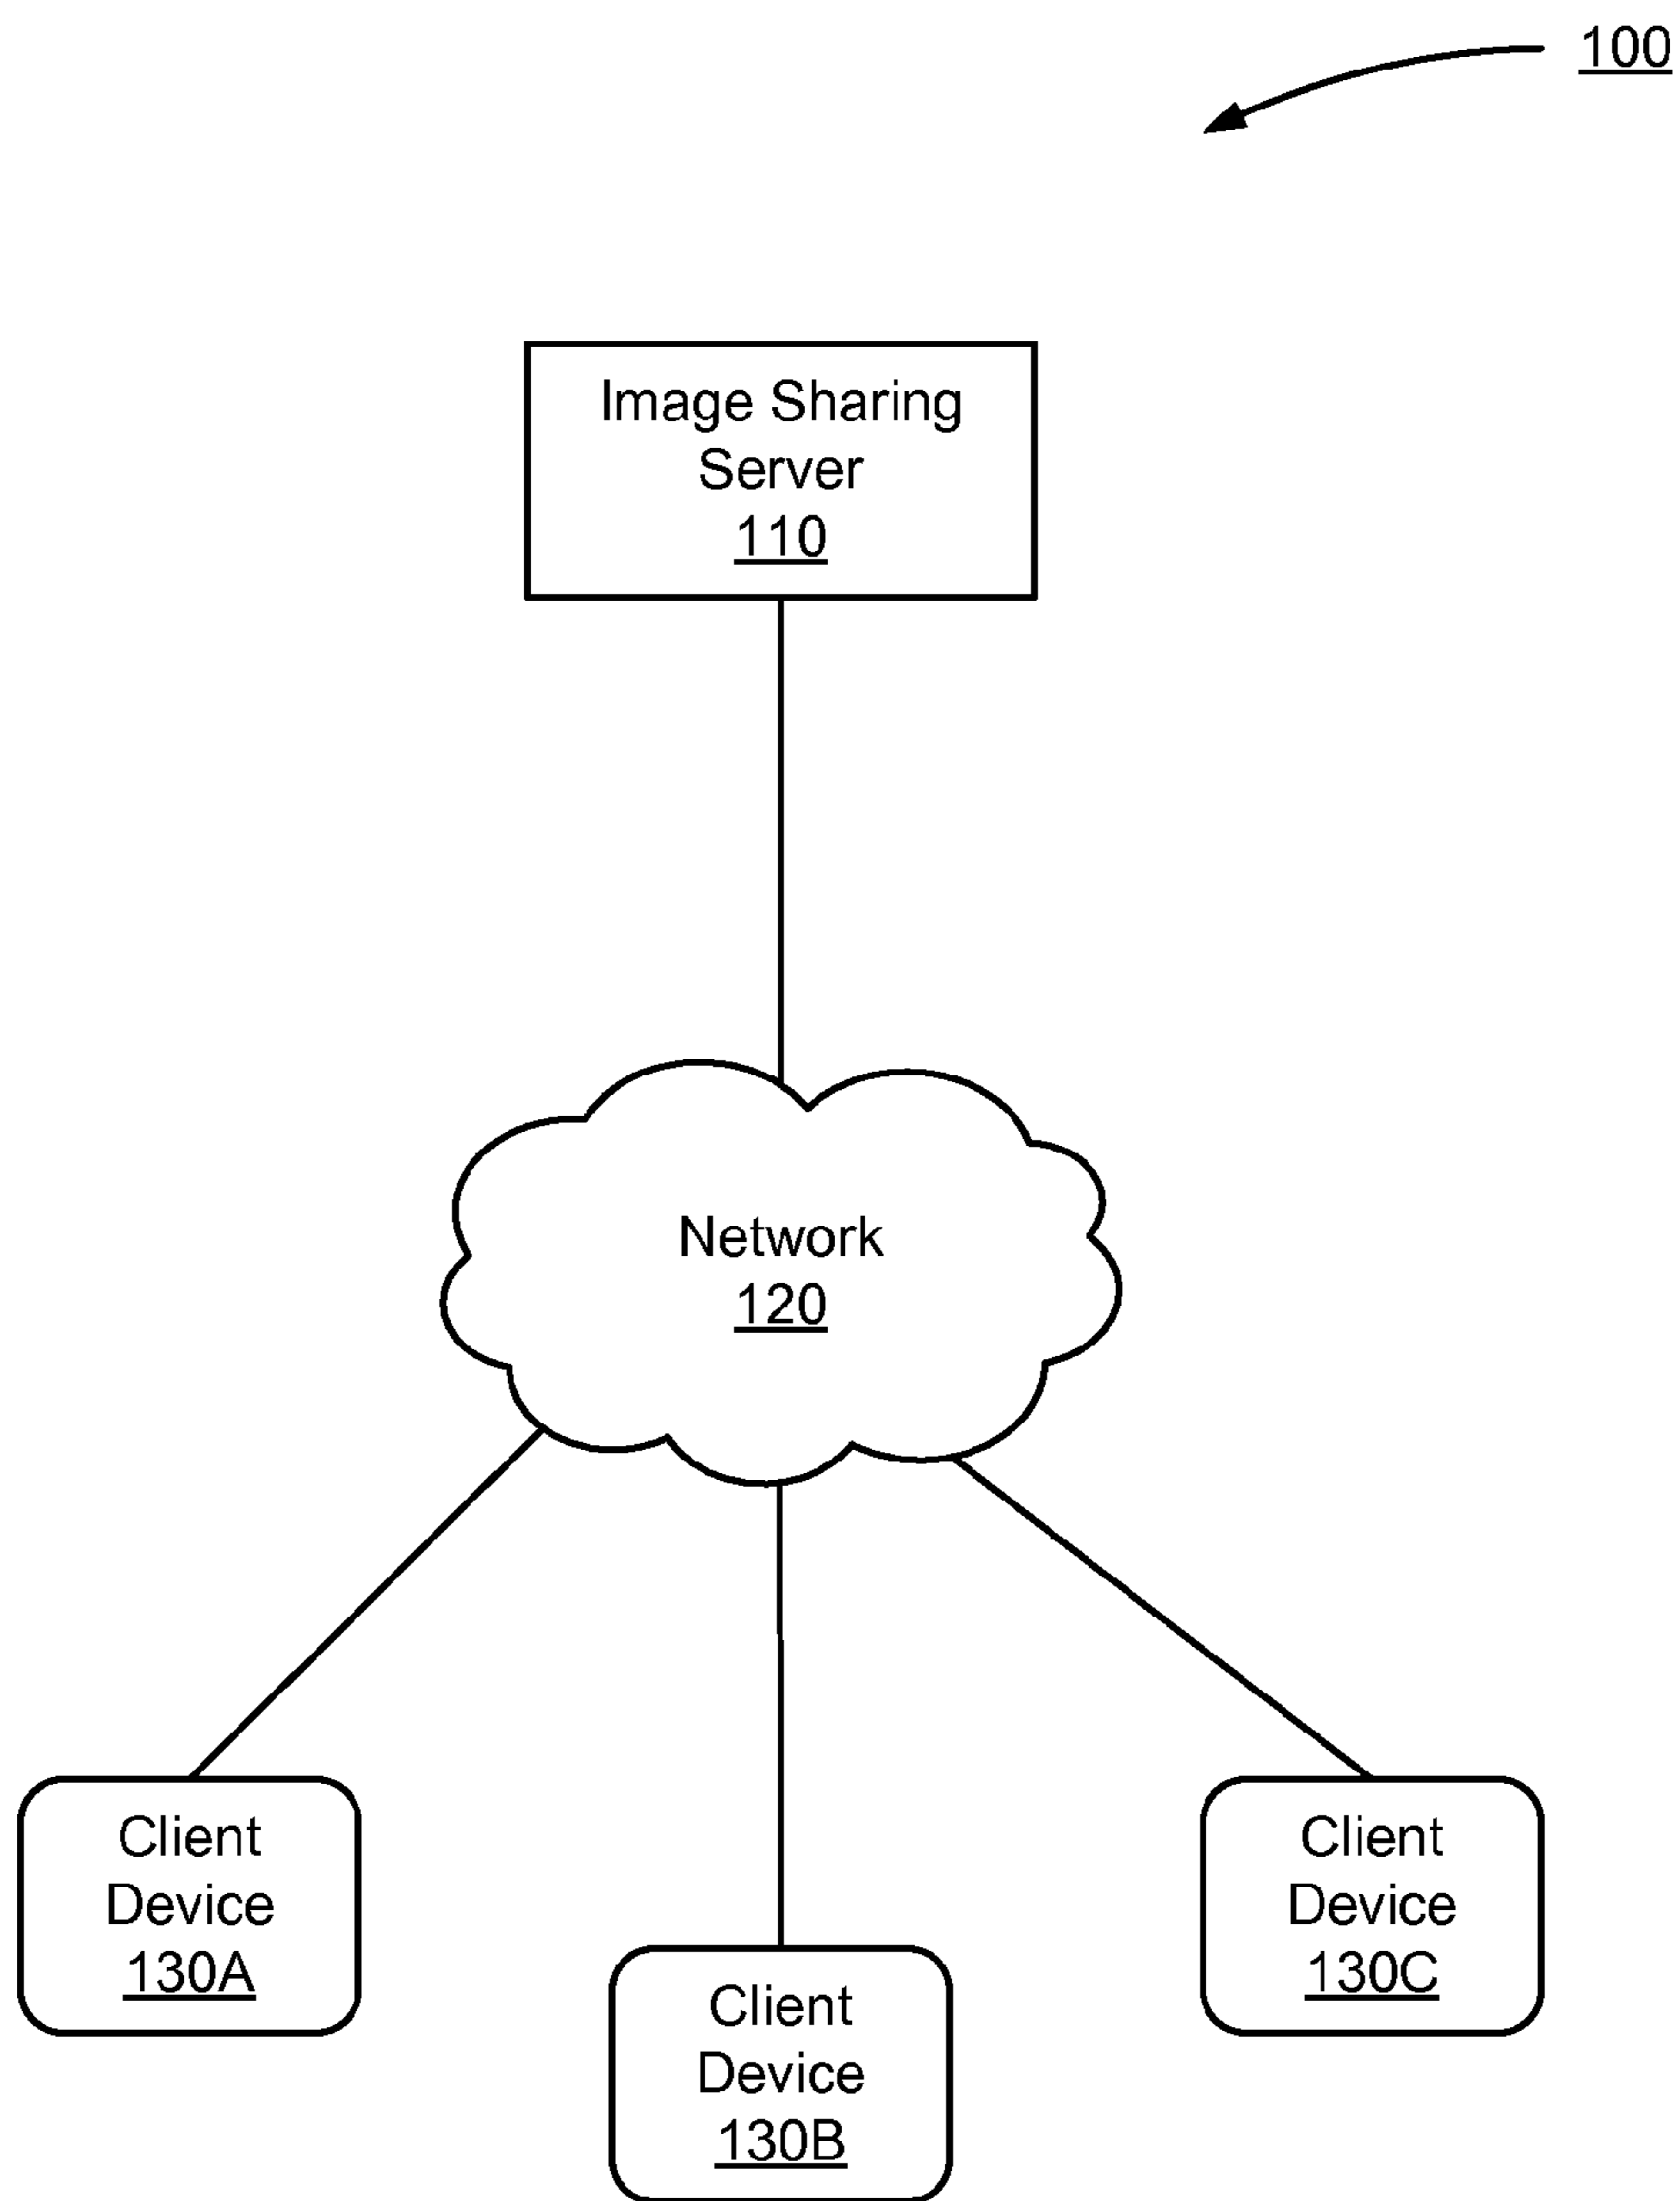 100
Image Sharing
Server
110
Network
120
Client
Device
130A
Client
Device
130B
Client
Device
130C